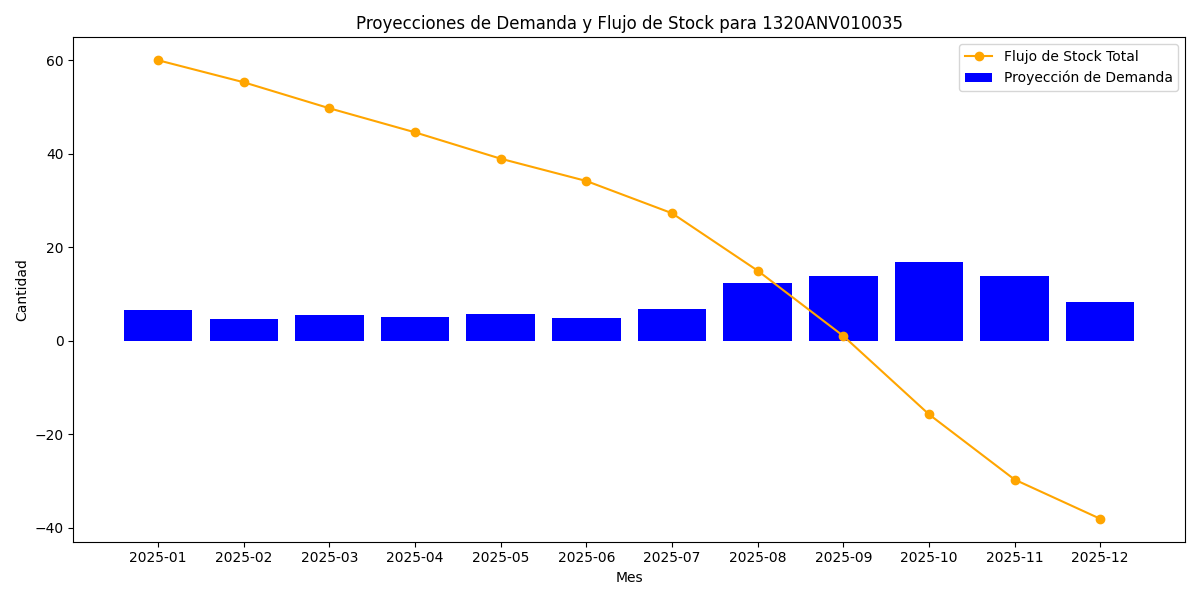 Proyecciones de Demanda y Flujo de Stock para 1320ANV010035
Flujo de Stock Total
Proyección de Demanda
60
40
20
0
−20
−40
Cantidad
2025-01 2025-02 2025-03 2025-04 2025-05 2025-06 2025-07 2025-08 2025-09 2025-10 2025-11 2025-12
Mes